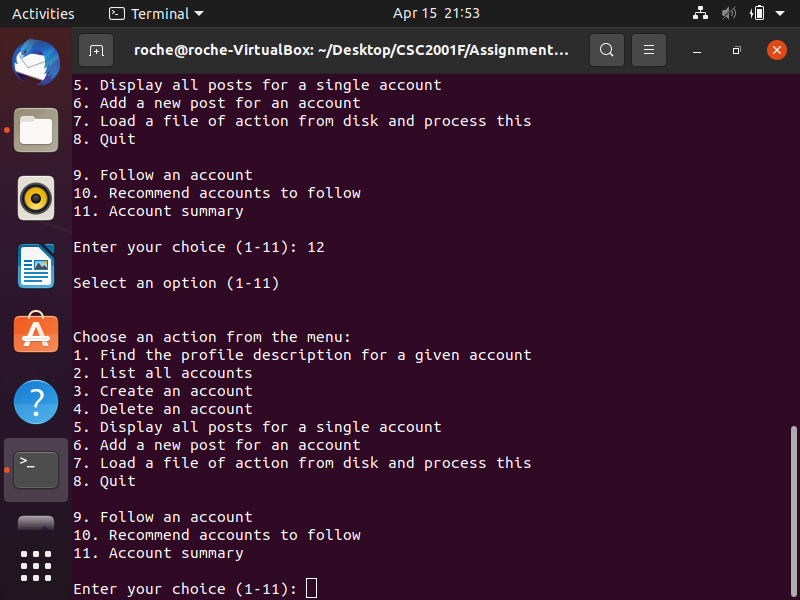 Activities
Terminal
Apr 15 21:53
roche@roche-VirtualBox: ~/Desktop/CSC2001F/Assignment...
5. Display all posts for a single account
6. Add a new post for an account
7. Load a file of action from disk and process this
8. Quit
9. Follow an account
10. Recommend accounts to follow
11. Account summary
Enter your choice (1-11): 12
Select an option (1-11)
Choose an action from the menu:
1. Find the profile description for a given account
2. List all accounts
3. Create an account
4. Delete an account
5. Display all posts for a single account
6. Add a new post for an account
7. Load a file of action from disk and process this
8. Quit
9. Follow an account
10. Recommend accounts to follow
11. Account summary
Enter your choice (1-11):